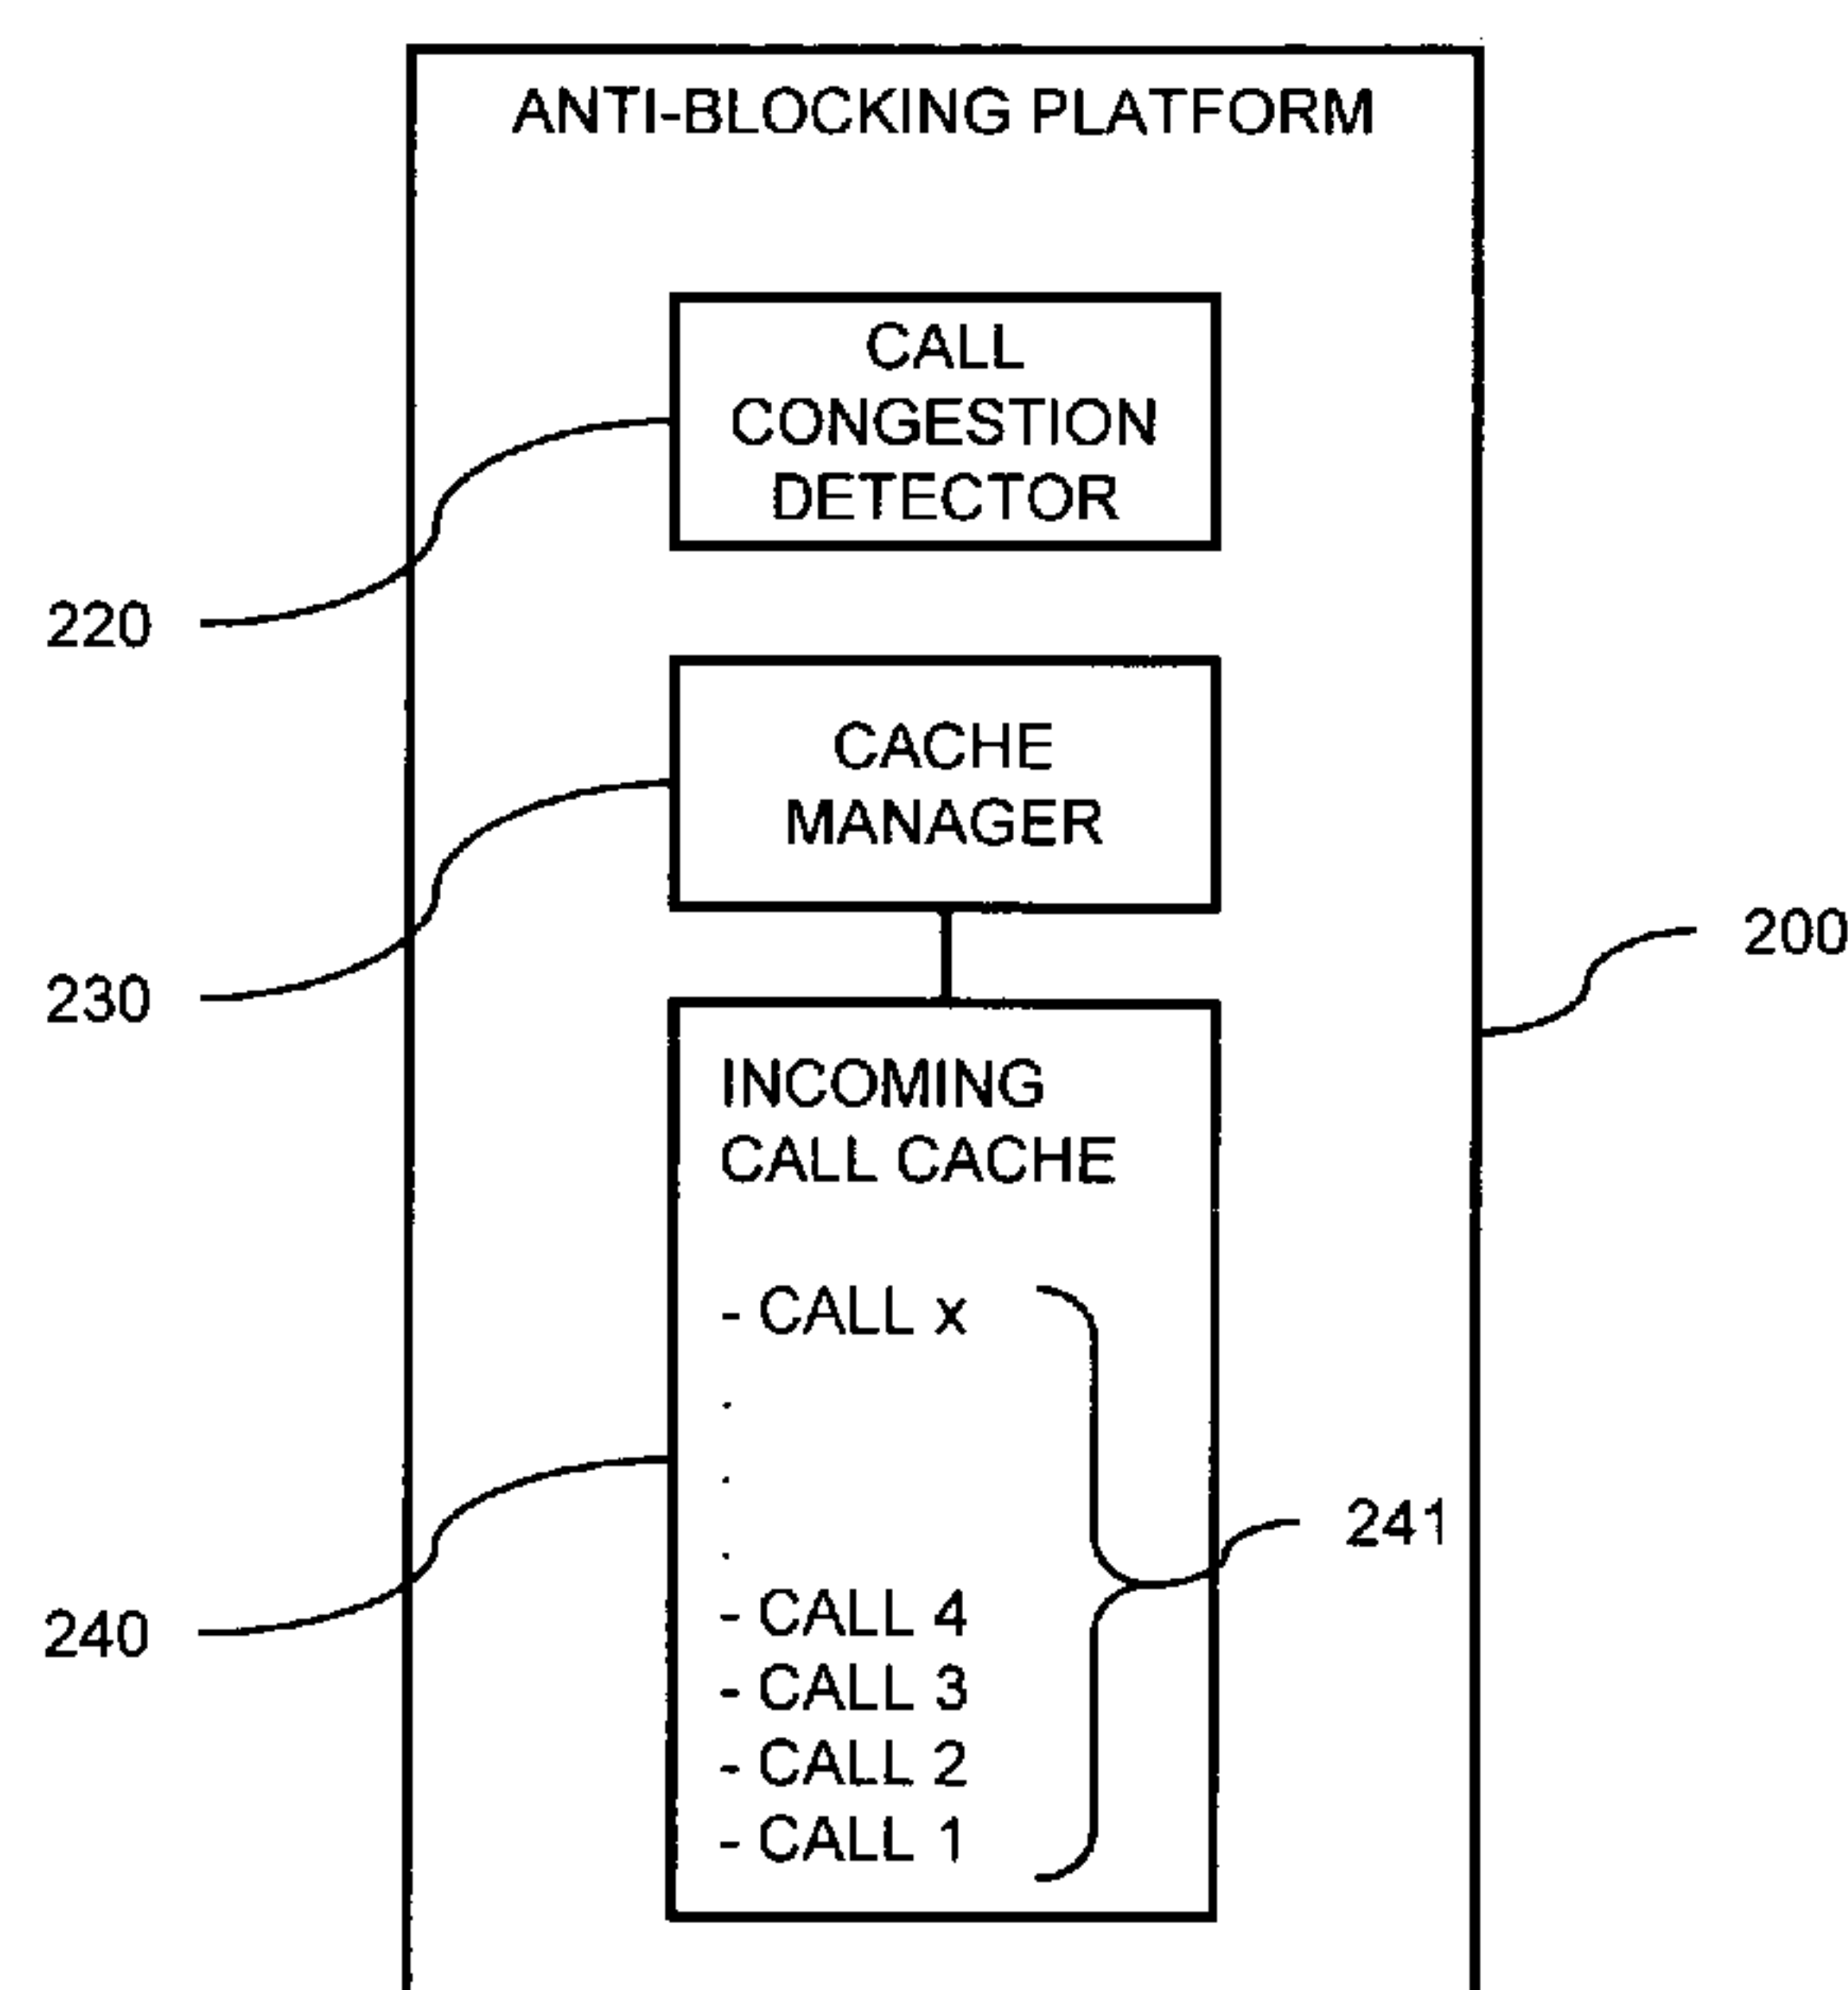 ANTI-BLOCKING PLATFORM
CALL
CONGESTION
DETECTOR
220
CACHE
MANAGER
200
230
INCOMING
CALL CACHE
- CALL x
.
.
.
241
- CALL 4
240
- CALL 3
- CALL 2
- CALL 1